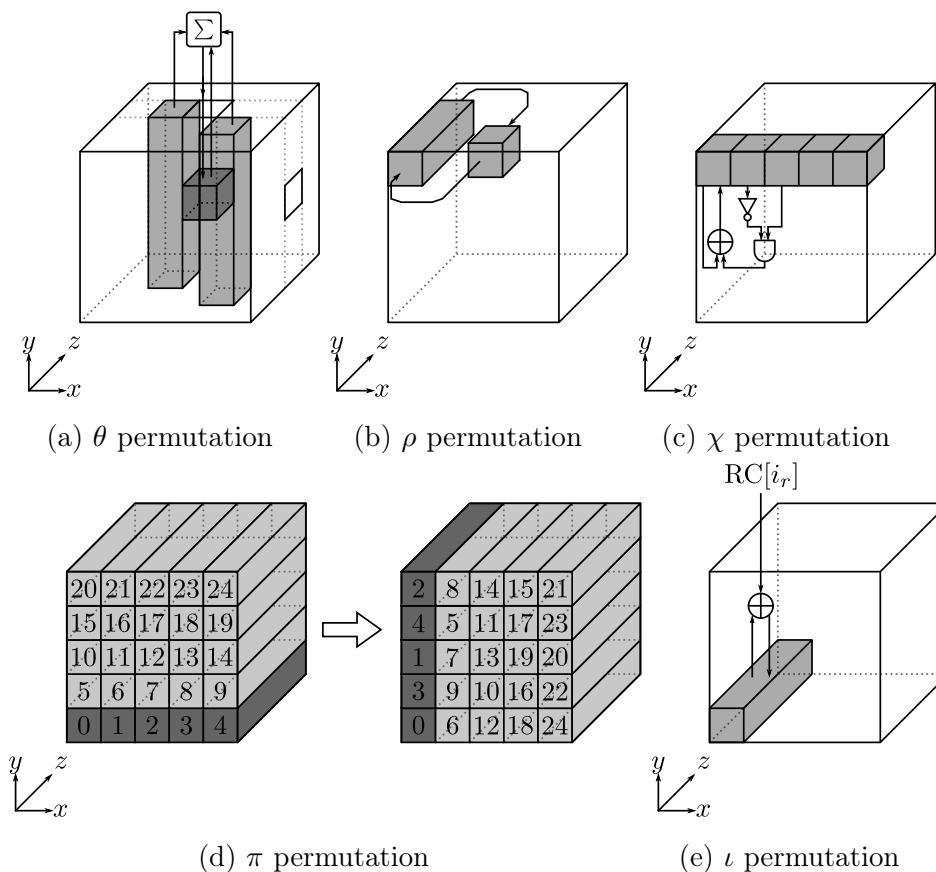 Σ
y z
x
y z
x
y z
x
(a) θ permutation
(b) ρ permutation
(c) χ permutation
RC[i_r]
20 21 22 23 24
15 16 17 18 19
10 11 12 13 14
5 6 7 8 9
0 1 2 3 4
2 8 14 15 21
4 5 11 17 23
1 7 13 19 20
3 9 10 16 22
0 6 12 18 24
y z
x
y z
x
(d) π permutation
(e) ι permutation